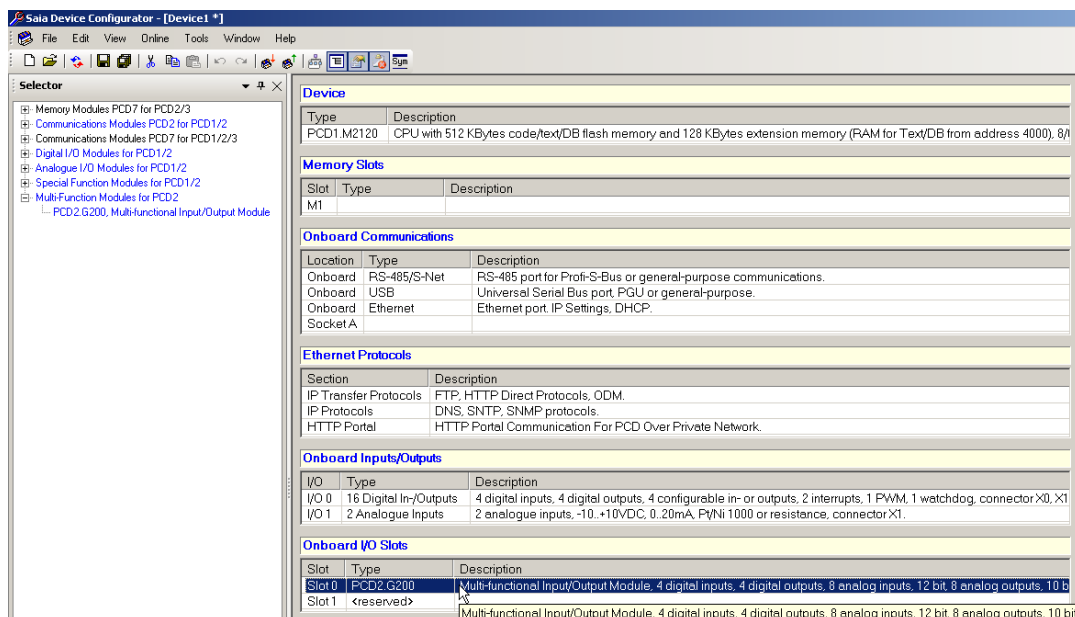 Saia Device Configurator - [Device1 *]
File Edit View Online Tools Window Help
Sym
Selector
Memory Modules PCD7 for PCD2/3
Communications Modules PCD2 for PCD1/2
Communications Modules PCD7 for PCD1/2/3
Digital I/O Modules for PCD1/2
Analogue I/O Modules for PCD1/2
Special Function Modules for PCD1/2
Multi-Function Modules for PCD2
PCD2.G200, Multi-functional Input/Output Module
Device
Type Description
PCD1.M2120 CPU with 512 KBytes code/text/DB flash memory and 128 KBytes extension memory (RAM for Text/DB from address 4000), 8/
Memory Slots
Slot Type Description
M1
Onboard Communications
Location Type Description
Onboard RS-485/S-Net RS-485 port for Profi-S-Bus or general-purpose communications.
Onboard USB Universal Serial Bus port, PGU or general-purpose.
Onboard Ethernet Ethernet port. IP Settings, DHCP.
Socket A
Ethernet Protocols
Section Description
IP Transfer Protocols FTP, HTTP Direct Protocols, ODM.
IP Protocols DNS, SNTP, SNMP protocols.
HTTP Portal HTTP Portal Communication For PCD Over Private Network.
Onboard Inputs/Outputs
I/O Type Description
I/O 0 16 Digital In-/Outputs 4 digital inputs, 4 digital outputs, 4 configurable in- or outputs, 2 interrupts, 1 PWM, 1 watchdog, connector X0, X1
I/O 1 2 Analogue Inputs 2 analogue inputs, -10..+10VDC, 0..20mA, Pt/Ni 1000 or resistance, connector X1.
Onboard I/O Slots
Slot Type Description
Slot 0 PCD2.G200 Multi-functional Input/Output Module, 4 digital inputs, 4 digital outputs, 8 analog inputs, 12 bit, 8 analog outputs, 10 b
Slot 1 <reserved>
Multi-functional Input/Output Module, 4 digital inputs, 4 digital outputs, 8 analog inputs, 12 bit, 8 analog outputs, 10 bi